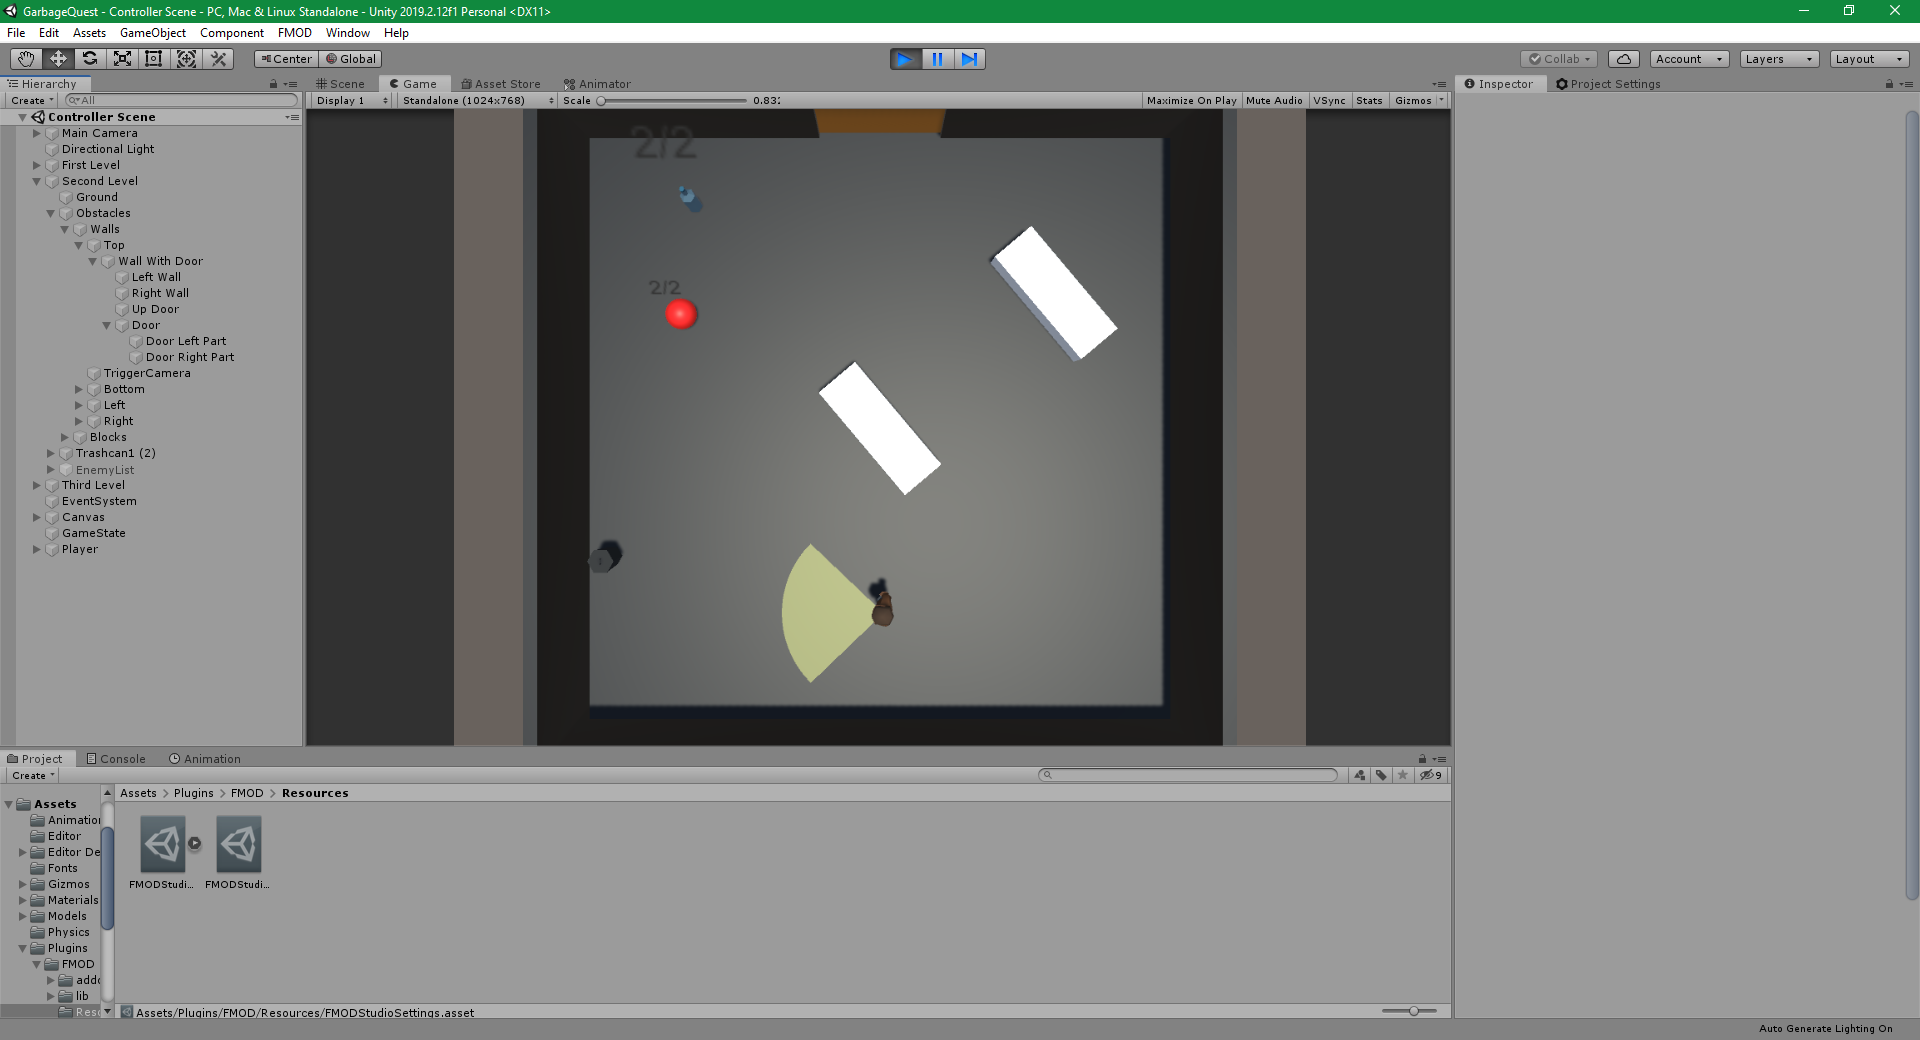 GarbageQuest - Controller Scene - PC, Mac & Linux Standalone - Unity 2019.2.12f1 Personal <DX11>
File Edit Assets GameObject Component FMOD Window Help
Center Global Collab Account Layers Layout
Hierarchy Scene Game Asset Store Animator Inspector Project Settings
Create All Display 1 Standalone (1024x768) Scale 0.83 Maximize On Play Mute Audio VSync Stats Gizmos
Controller Scene
Main Camera
Directional Light
First Level
Second Level
Ground
Obstacles
Walls
Top
Wall With Door
Left Wall
Right Wall
Up Door
Door
Door Left Part
Door Right Part
TriggerCamera
Bottom
Left
Right
Blocks
Trashcan1 (2)
EnemyList
Third Level
EventSystem
Canvas
GameState
Player
2/2
2/2
Project Console Animation
Create 9
Assets > Plugins > FMOD > Resources
Assets
Animatio
Editor
Editor De
Fonts
Gizmos
Materials
Models
Physics
Plugins
FMOD
addo
lib
Reso
FMODStudi... FMODStudi...
Assets/Plugins/FMOD/Resources/FMODStudioSettings.asset
Auto Generate Lighting On